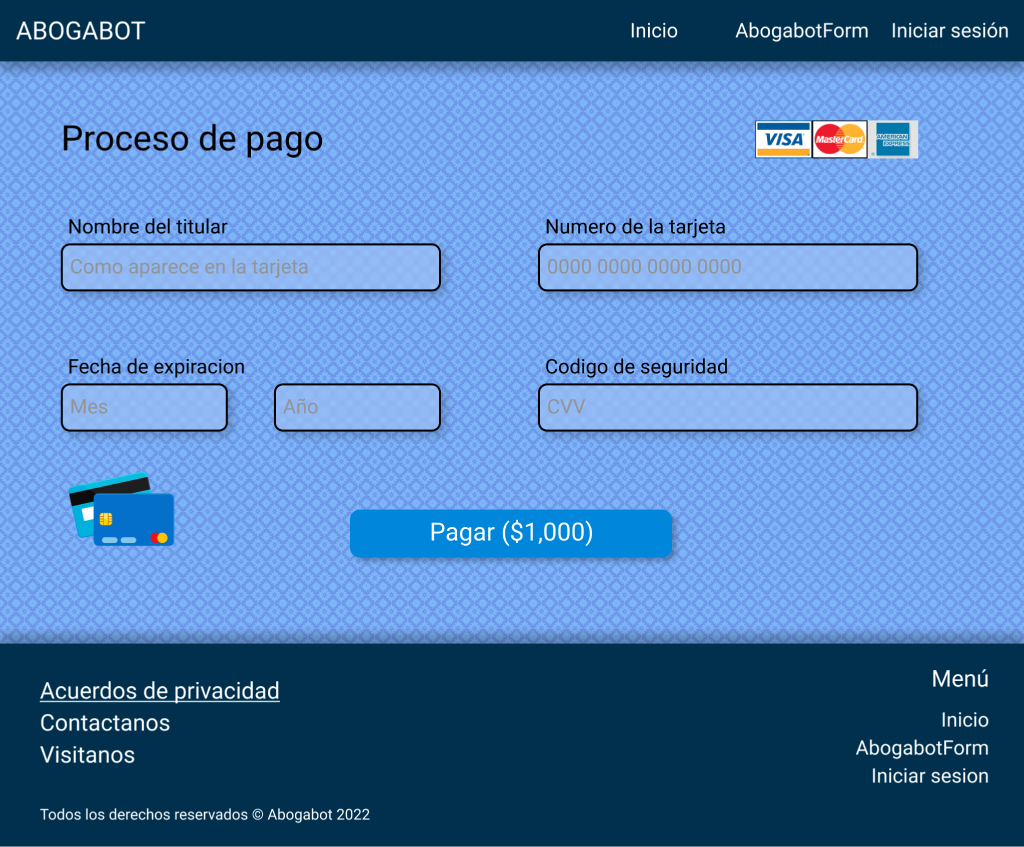 ABOGABOT
Inicio
AbogabotForm
Iniciar sesión
Proceso de pago
VISA
MasterCard
AMERICAN
EXPRESS
Nombre del titular
Numero de la tarjeta
Como aparece en la tarjeta
0000 0000 0000 0000
Fecha de expiracion
Codigo de seguridad
Mes
Año
CVV
Pagar ($1,000)
Acuerdos de privacidad
Contactanos
Visitanos
Menú
Inicio
AbogabotForm
Iniciar sesion
Todos los derechos reservados © Abogabot 2022